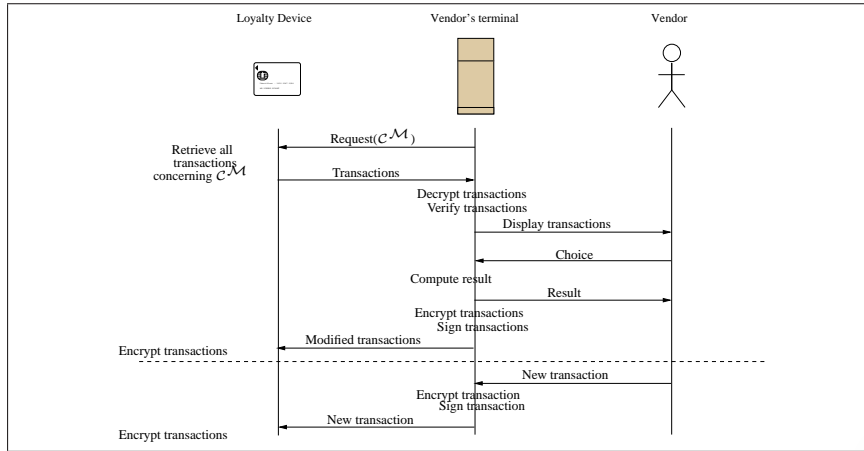 Loyalty Device
Vendor's terminal
Vendor
Request(𝒞^ℳ)
Retrieve all
transactions
concerning 𝒞^ℳ
Transactions
Decrypt transactions
Verify transactions
Display transactions
Choice
Compute result
Result
Encrypt transactions
Sign transactions
Modified transactions
Encrypt transactions
New transaction
Encrypt transaction
Sign transaction
New transaction
Encrypt transactions